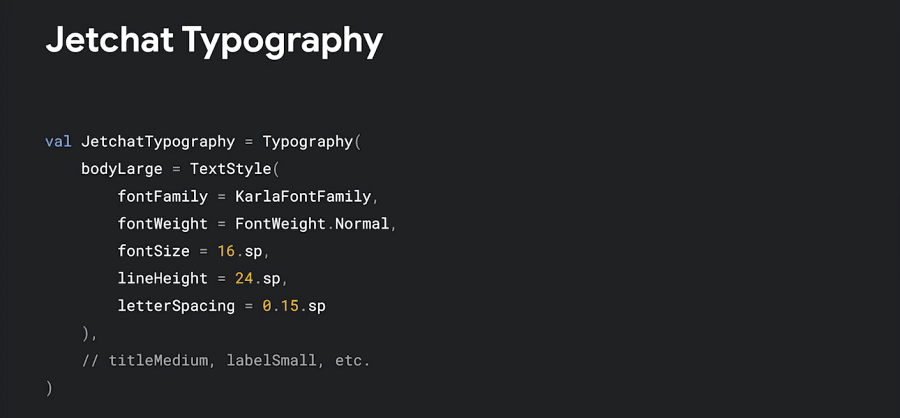 Jetchat Typography
val JetchatTypography = Typography(
    bodyLarge = TextStyle(
        fontFamily = KarlaFontFamily,
        fontWeight = FontWeight.Normal,
        fontSize = 16.sp,
        lineHeight = 24.sp,
        letterSpacing = 0.15.sp
    ),
    // titleMedium, labelSmall, etc.
)